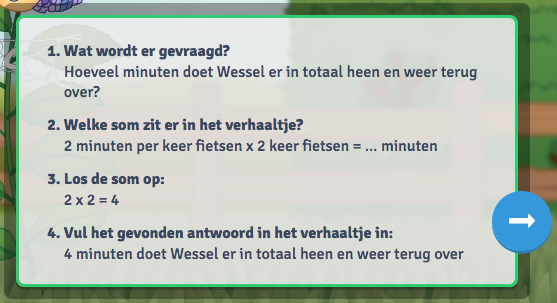 1. Wat wordt er gevraagd?
Hoeveel minuten doet Wessel er in totaal heen en weer terug
over?
2. Welke som zit er in het verhaaltje?
2 minuten per keer fietsen x 2 keer fietsen = ... minuten
3. Los de som op:
2 x 2 = 4
4. Vul het gevonden antwoord in het verhaaltje in:
4 minuten doet Wessel er in totaal heen en weer terug over